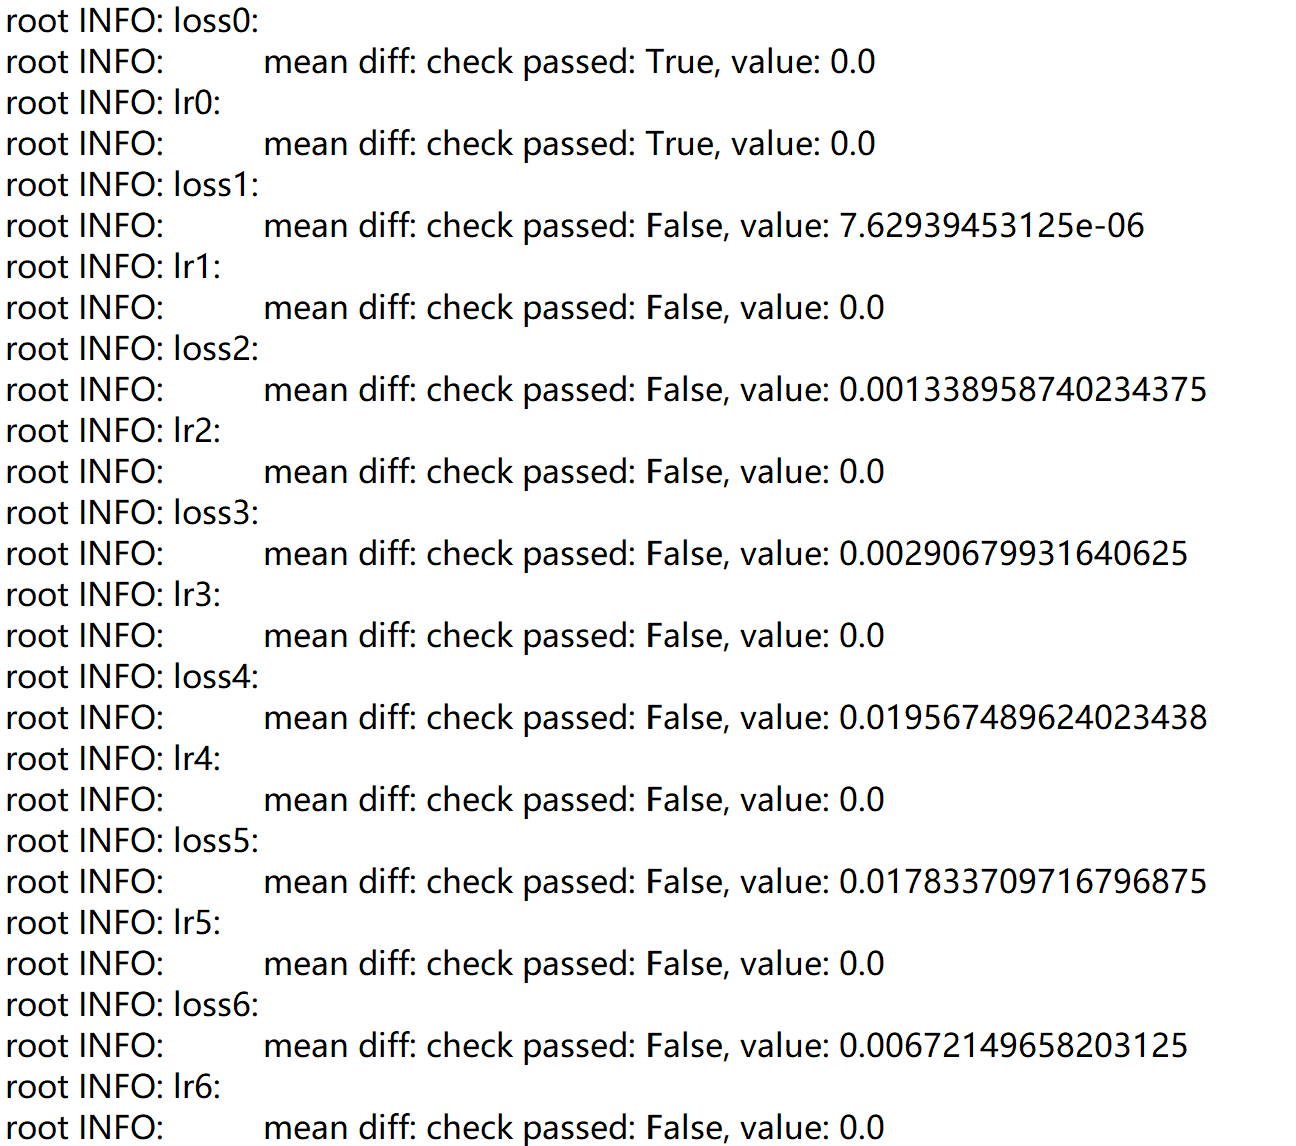 root INFO: loss0:
root INFO: mean diff: check passed: True, value: 0.0
root INFO: lr0:
root INFO: mean diff: check passed: True, value: 0.0
root INFO: loss1:
root INFO: mean diff: check passed: False, value: 7.62939453125e-06
root INFO: lr1:
root INFO: mean diff: check passed: False, value: 0.0
root INFO: loss2:
root INFO: mean diff: check passed: False, value: 0.001338958740234375
root INFO: lr2:
root INFO: mean diff: check passed: False, value: 0.0
root INFO: loss3:
root INFO: mean diff: check passed: False, value: 0.00290679931640625
root INFO: lr3:
root INFO: mean diff: check passed: False, value: 0.0
root INFO: loss4:
root INFO: mean diff: check passed: False, value: 0.019567489624023438
root INFO: lr4:
root INFO: mean diff: check passed: False, value: 0.0
root INFO: loss5:
root INFO: mean diff: check passed: False, value: 0.017833709716796875
root INFO: lr5:
root INFO: mean diff: check passed: False, value: 0.0
root INFO: loss6:
root INFO: mean diff: check passed: False, value: 0.00672149658203125
root INFO: lr6:
root INFO: mean diff: check passed: False, value: 0.0